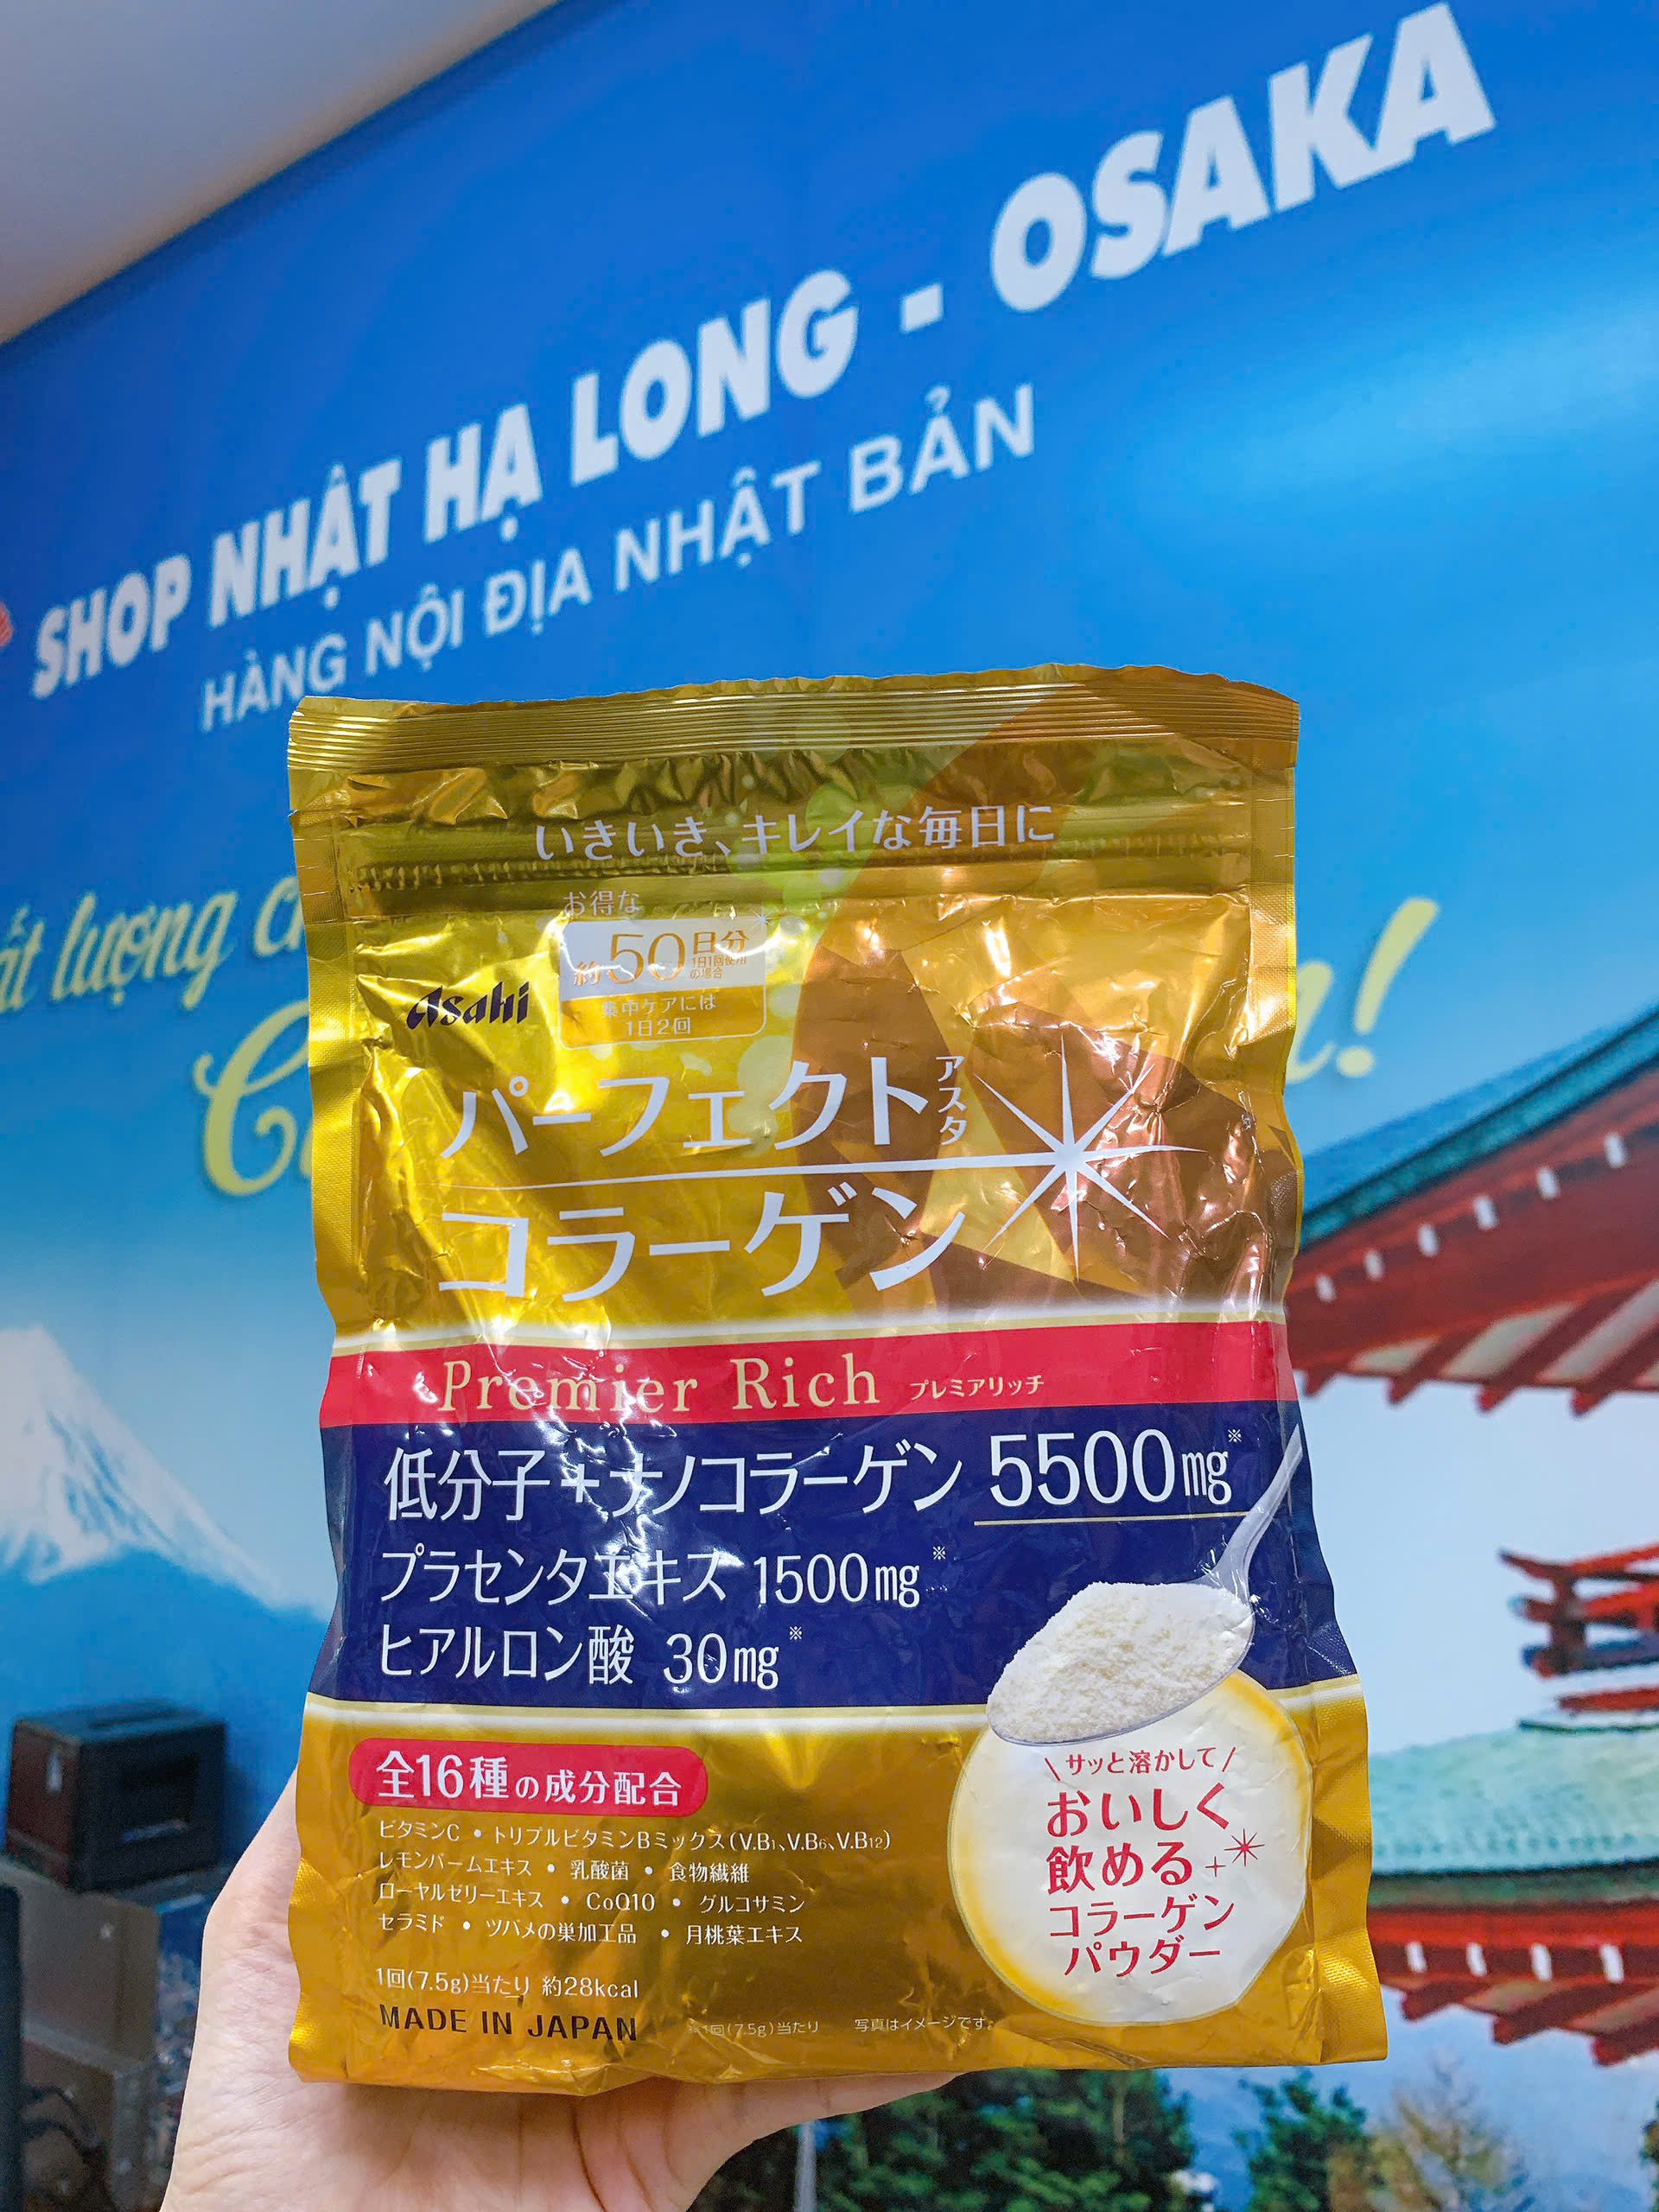 SHOP NHẬT HẠ LONG - OSAKA
HÀNG NỘI ĐỊA NHẬT BẢN
lượng
いきいき、キレイな毎日に
お得な
約50日分
1日1回使用の場合
集中ケアには
1日2回
Asahi
パーフェクト
アスタ
コラーゲン
Premier Rich プレミアリッチ
低分子+ナノコラーゲン 5500mg※
プラセンタエキス 1500mg※
ヒアルロン酸 30mg※
全16種の成分配合
ビタミンC・トリプルビタミンBミックス(V.B1、V.B6、V.B12)
レモンバームエキス・乳酸菌・食物繊維
ローヤルゼリーエキス・CoQ10・グルコサミン
セラミド・ツバメの巣加工品・月桃葉エキス
1回(7.5g)当たり 約28kcal
MADE IN JAPAN
※1回(7.5g)当たり 写真はイメージです。
\サッと溶かして/
おいしく
飲める
コラーゲン
パウダー